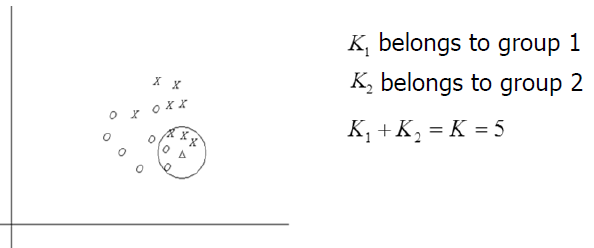 X X
O X O X X
O O X X X
O O Δ
O O
K₁ belongs to group 1
K₂ belongs to group 2
K₁ + K₂ = K = 5